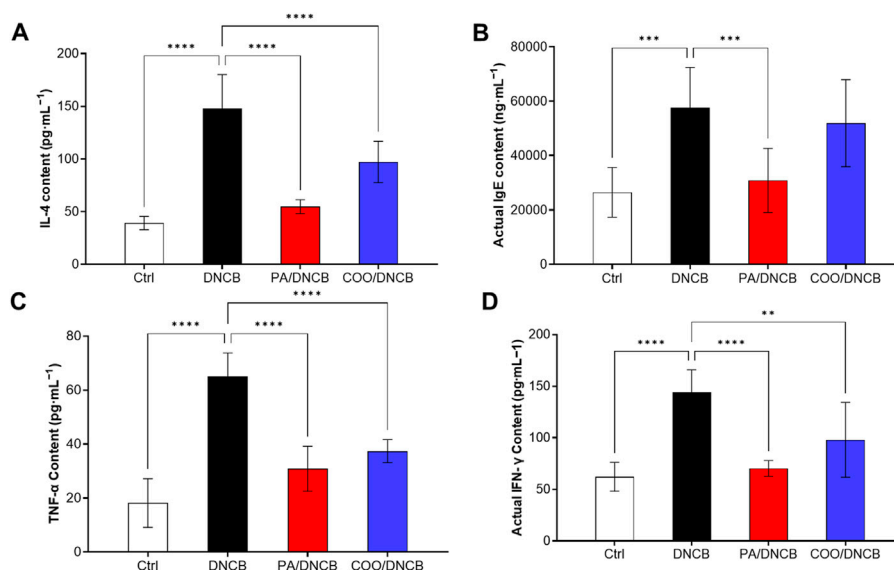 A
IL-4 content (pg·mL⁻¹)
200
150
100
50
0
**** **** ****
Ctrl DNCB PA/DNCB COO/DNCB
B
Actual IgE content (ng·mL⁻¹)
80000
60000
40000
20000
0
*** ***
Ctrl DNCB PA/DNCB COO/DNCB
C
TNF-α Content (pg·mL⁻¹)
80
60
40
20
0
**** **** ****
Ctrl DNCB PA/DNCB COO/DNCB
D
Actual IFN- γ Content (pg·mL−1)
200
150
100
50
0
**** **** **
Ctrl DNCB PA/DNCB COO/DNCB